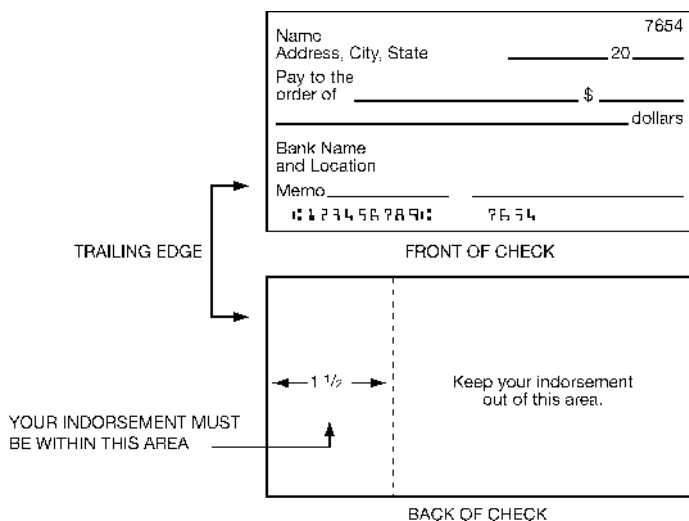 7654
Name
Address, City, State 20
Pay to the
order of $
dollars
Bank Name
and Location
Memo
⑆123456789⑆ 7654
TRAILING EDGE
FRONT OF CHECK
1 1/2
Keep your indorsement
out of this area.
YOUR INDORSEMENT MUST
BE WITHIN THIS AREA
BACK OF CHECK